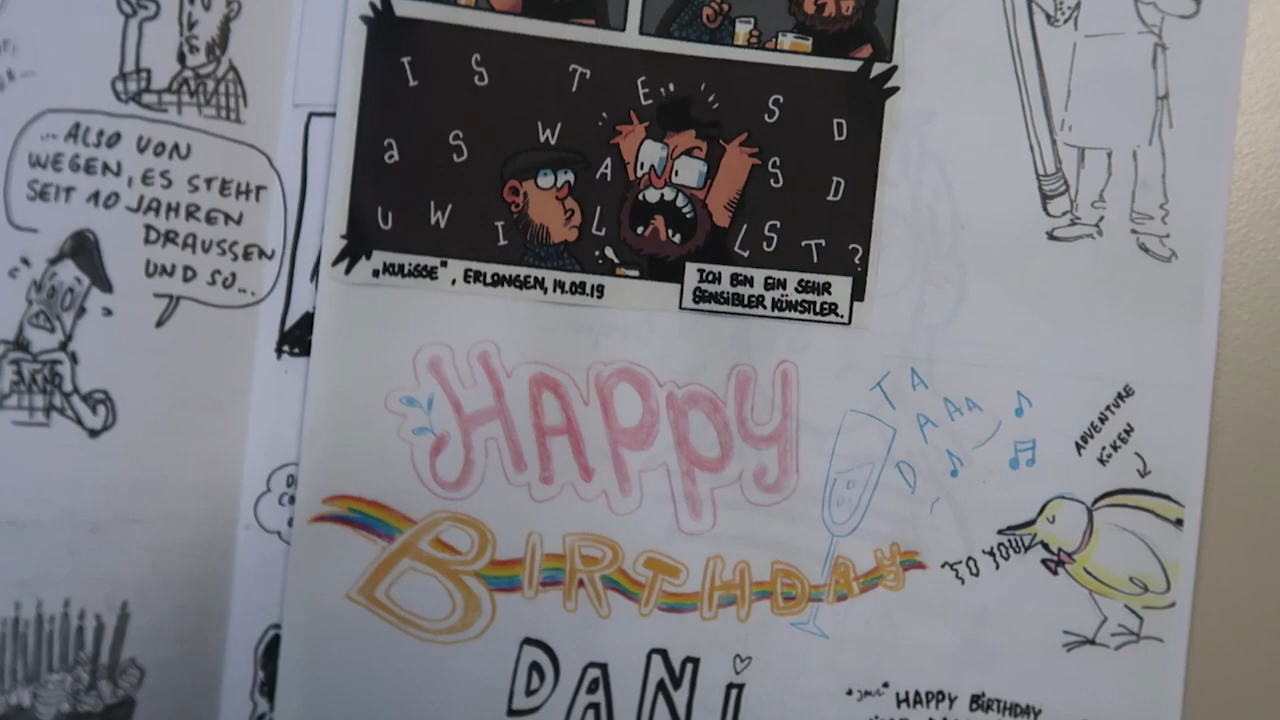 ... ALSO VON
WEGEN, ES STEHT
SEIT 10 JAHREN
DRAUSSEN
UND SO...
I S T E S D
a S W A S D
U W I L L S T ?
„KULISSE", ERLANGEN, 14.09.19
ICH BIN EIN SEHR
SENSIBLER KÜNSTLER.
HAPPY
BIRTHDAY
DANi
TA
DAAAA
ADVENTURE
KÜKEN
TO YOU!
HAPPY BIRTHDAY